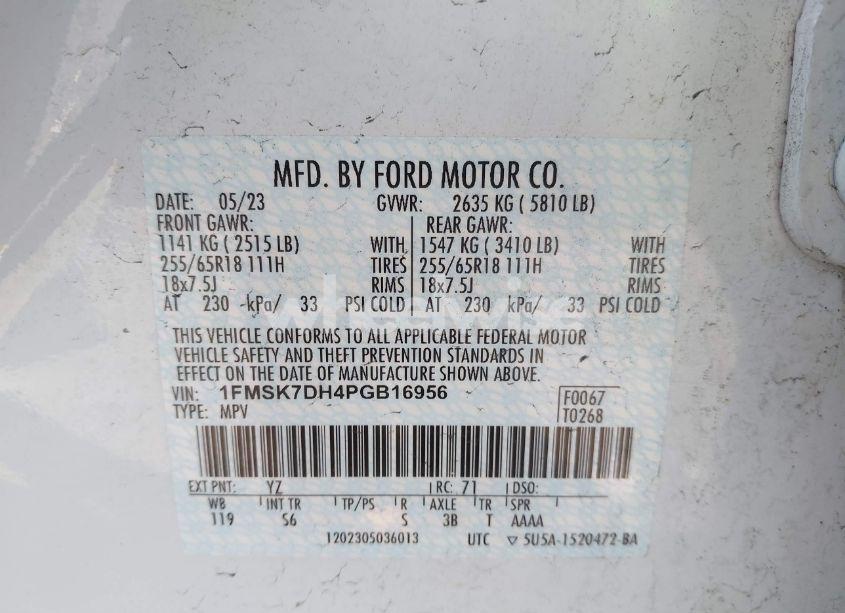 MFD. BY FORD MOTOR CO.
DATE: 05/23 GVWR: 2635 KG ( 5810 LB)
FRONT GAWR: REAR GAWR:
1141 KG ( 2515 LB) WITH 1547 KG ( 3410 LB) WITH
255/65R18 111H TIRES 255/65R18 111H TIRES
18x7.5J RIMS 18x7.5J RIMS
AT 230 kPa/ 33 PSI COLD AT 230 kPa/ 33 PSI COLD
THIS VEHICLE CONFORMS TO ALL APPLICABLE FEDERAL MOTOR
VEHICLE SAFETY AND THEFT PREVENTION STANDARDS IN
EFFECT ON THE DATE OF MANUFACTURE SHOWN ABOVE.
VIN: 1FMSK7DH4PGB16956 F0067
TYPE: MPV T0268
EXT PNT: YZ RC: 71 DSO:
WB INT TR TP/PS R AXLE TR SPR
119 S6 S 3B T AAAA
1202305036013 UTC ▽ 5U5A-1520472-BA